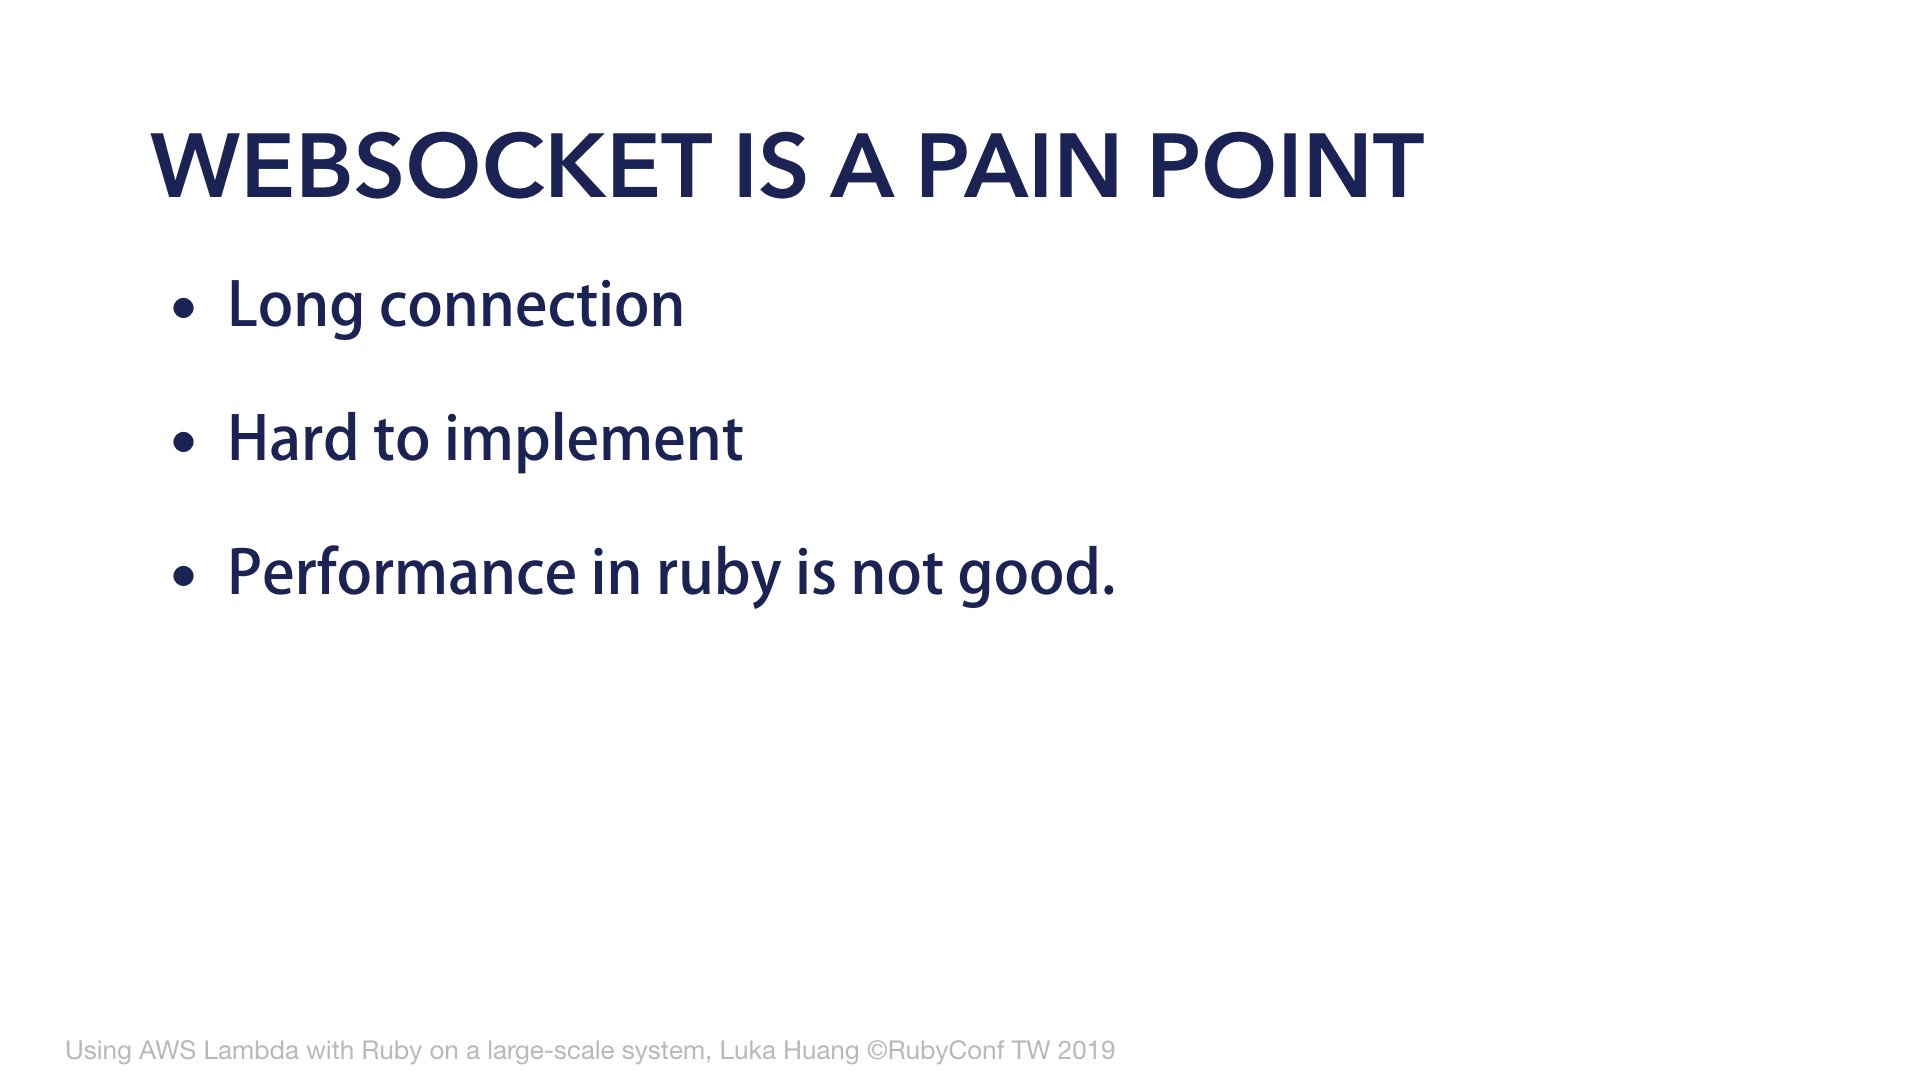 WEBSOCKET IS A PAIN POINT
• Long connection
• Hard to implement
• Performance in ruby is not good.
Using AWS Lambda with Ruby on a large-scale system, Luka Huang ©RubyConf TW 2019